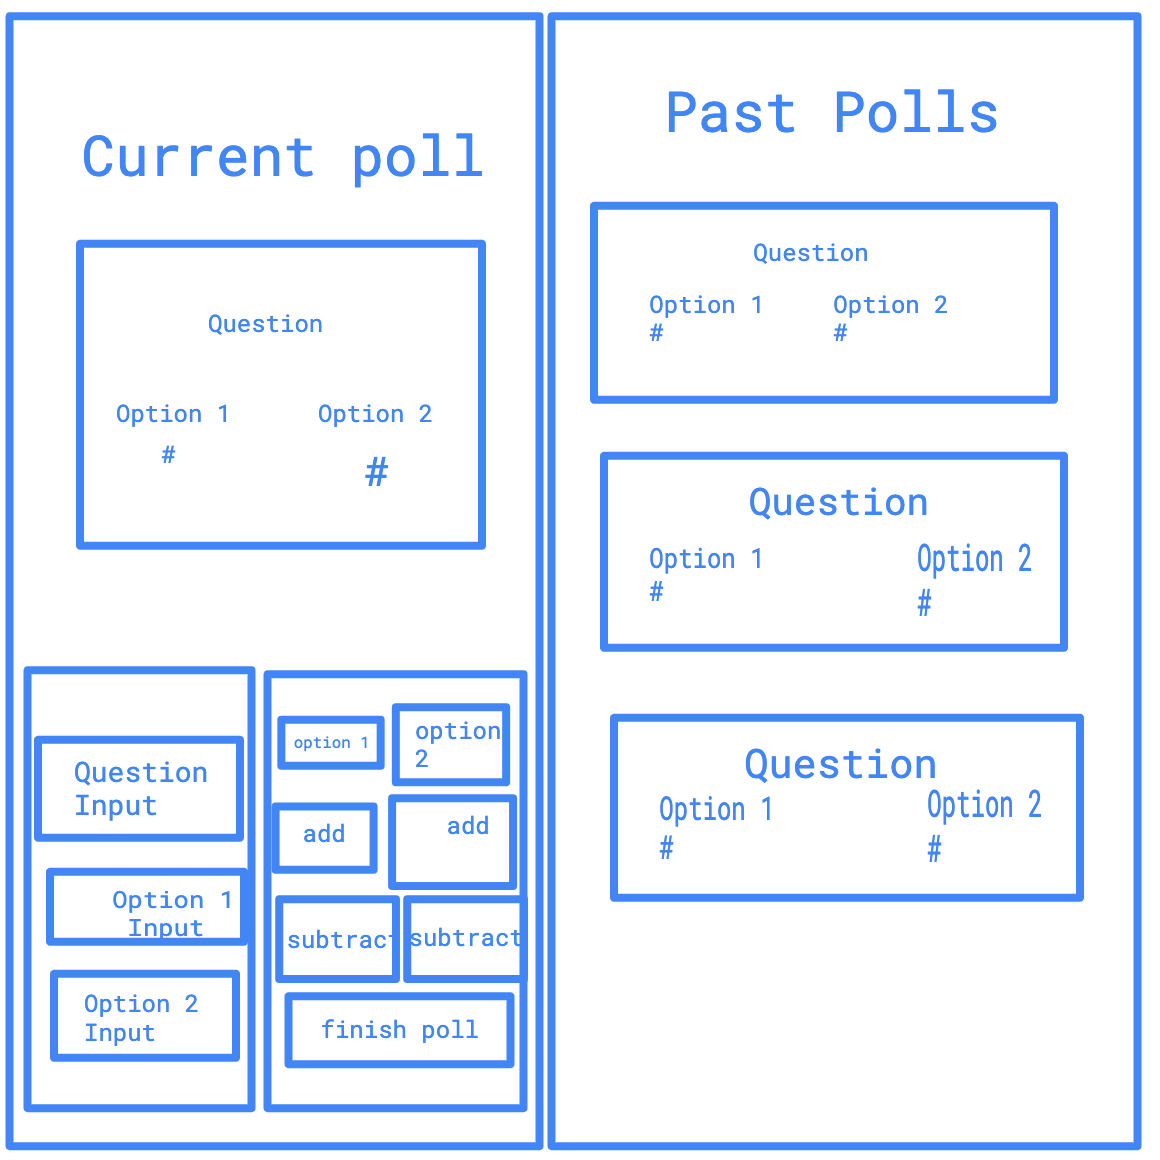 Current poll
Question
Option 1
Option 2
#
#
Question
Input
Option 1
Input
Option 2
Input
option 1
option
2
add
add
subtract
subtract
finish poll
Past Polls
Question
Option 1
Option 2
#
#
Question
Option 1
Option 2
#
#
Question
Option 1
Option 2
#
#